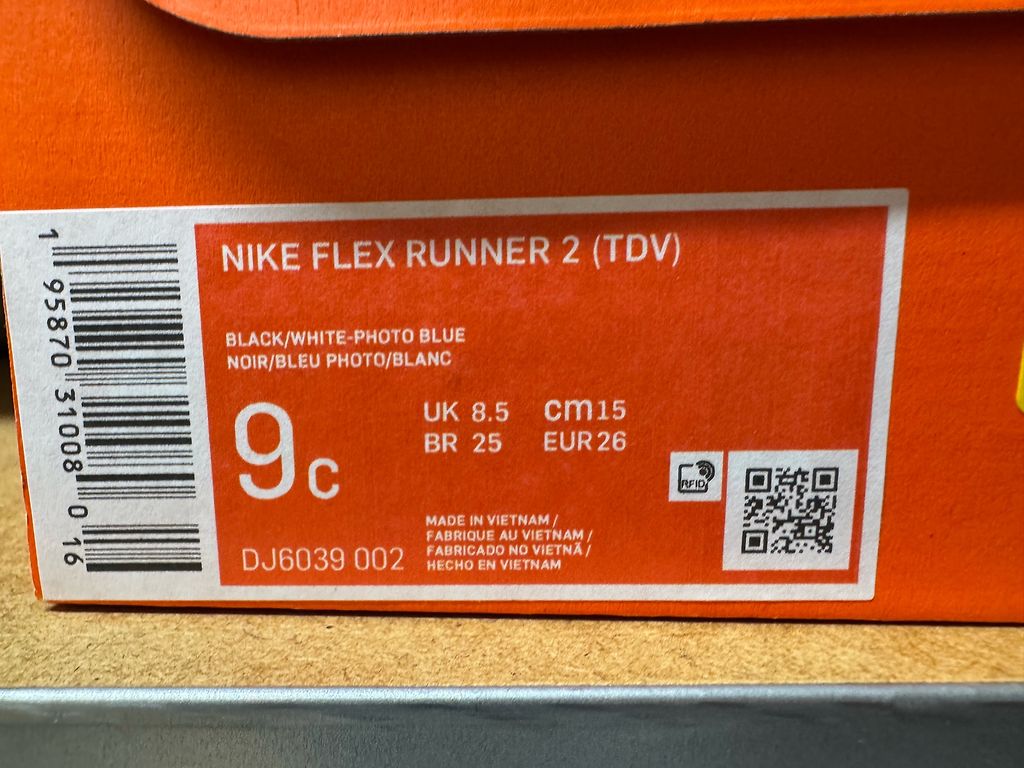 NIKE FLEX RUNNER 2 (TDV)
BLACK/WHITE-PHOTO BLUE
NOIR/BLEU PHOTO/BLANC
9c
UK 8.5 cm15
BR 25 EUR 26
DJ6039 002
MADE IN VIETNAM /
FABRIQUE AU VIETNAM /
FABRICADO NO VIETNÃ /
HECHO EN VIETNAM
RFID
1 95870 31008 0 16